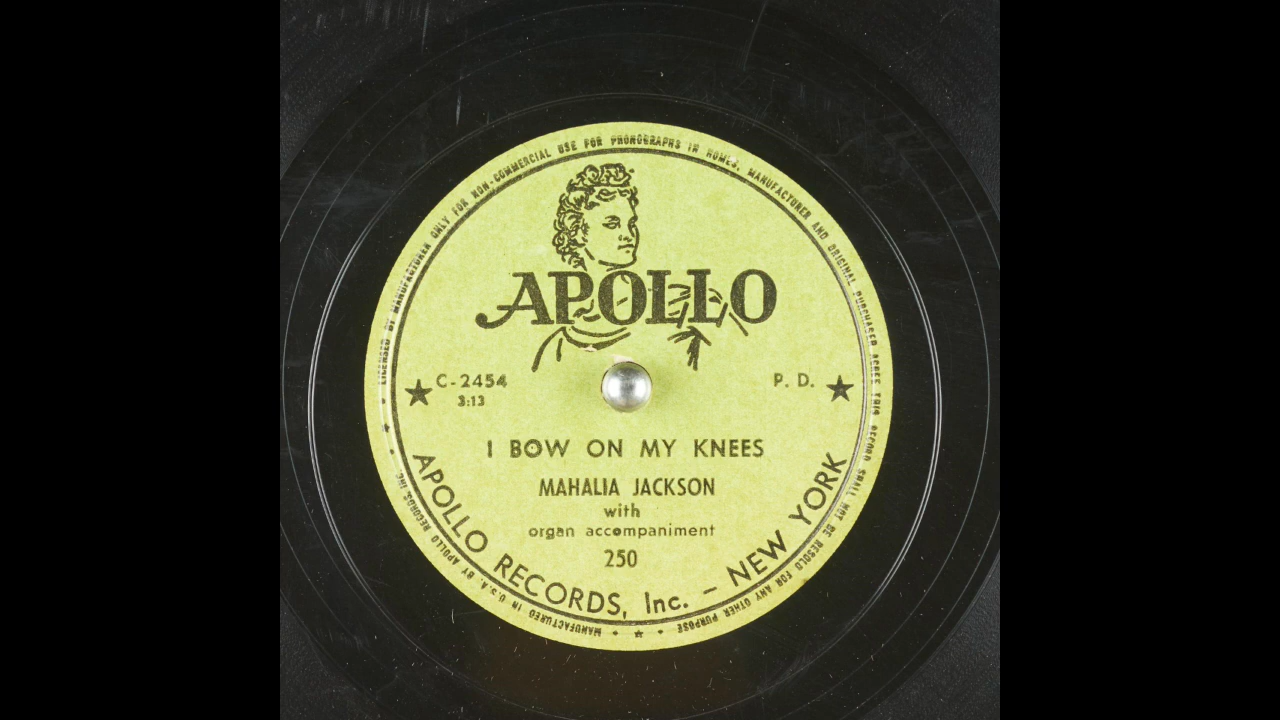 LICENSED BY MANUFACTURER ONLY FOR NON-COMMERCIAL USE FOR PHONOGRAPHS IN HOMES. MANUFACTURER AND ORIGINAL PURCHASER AGREE THIS RECORD SHALL NOT BE RESOLD FOR ANY OTHER PURPOSE
APOLLO
C-2454
P. D.
3:13
I BOW ON MY KNEES
MAHALIA JACKSON
with
organ accompaniment
250
APOLLO RECORDS, Inc. – NEW YORK
MANUFACTURED IN U.S.A. BY APOLLO RECORDS, INC.